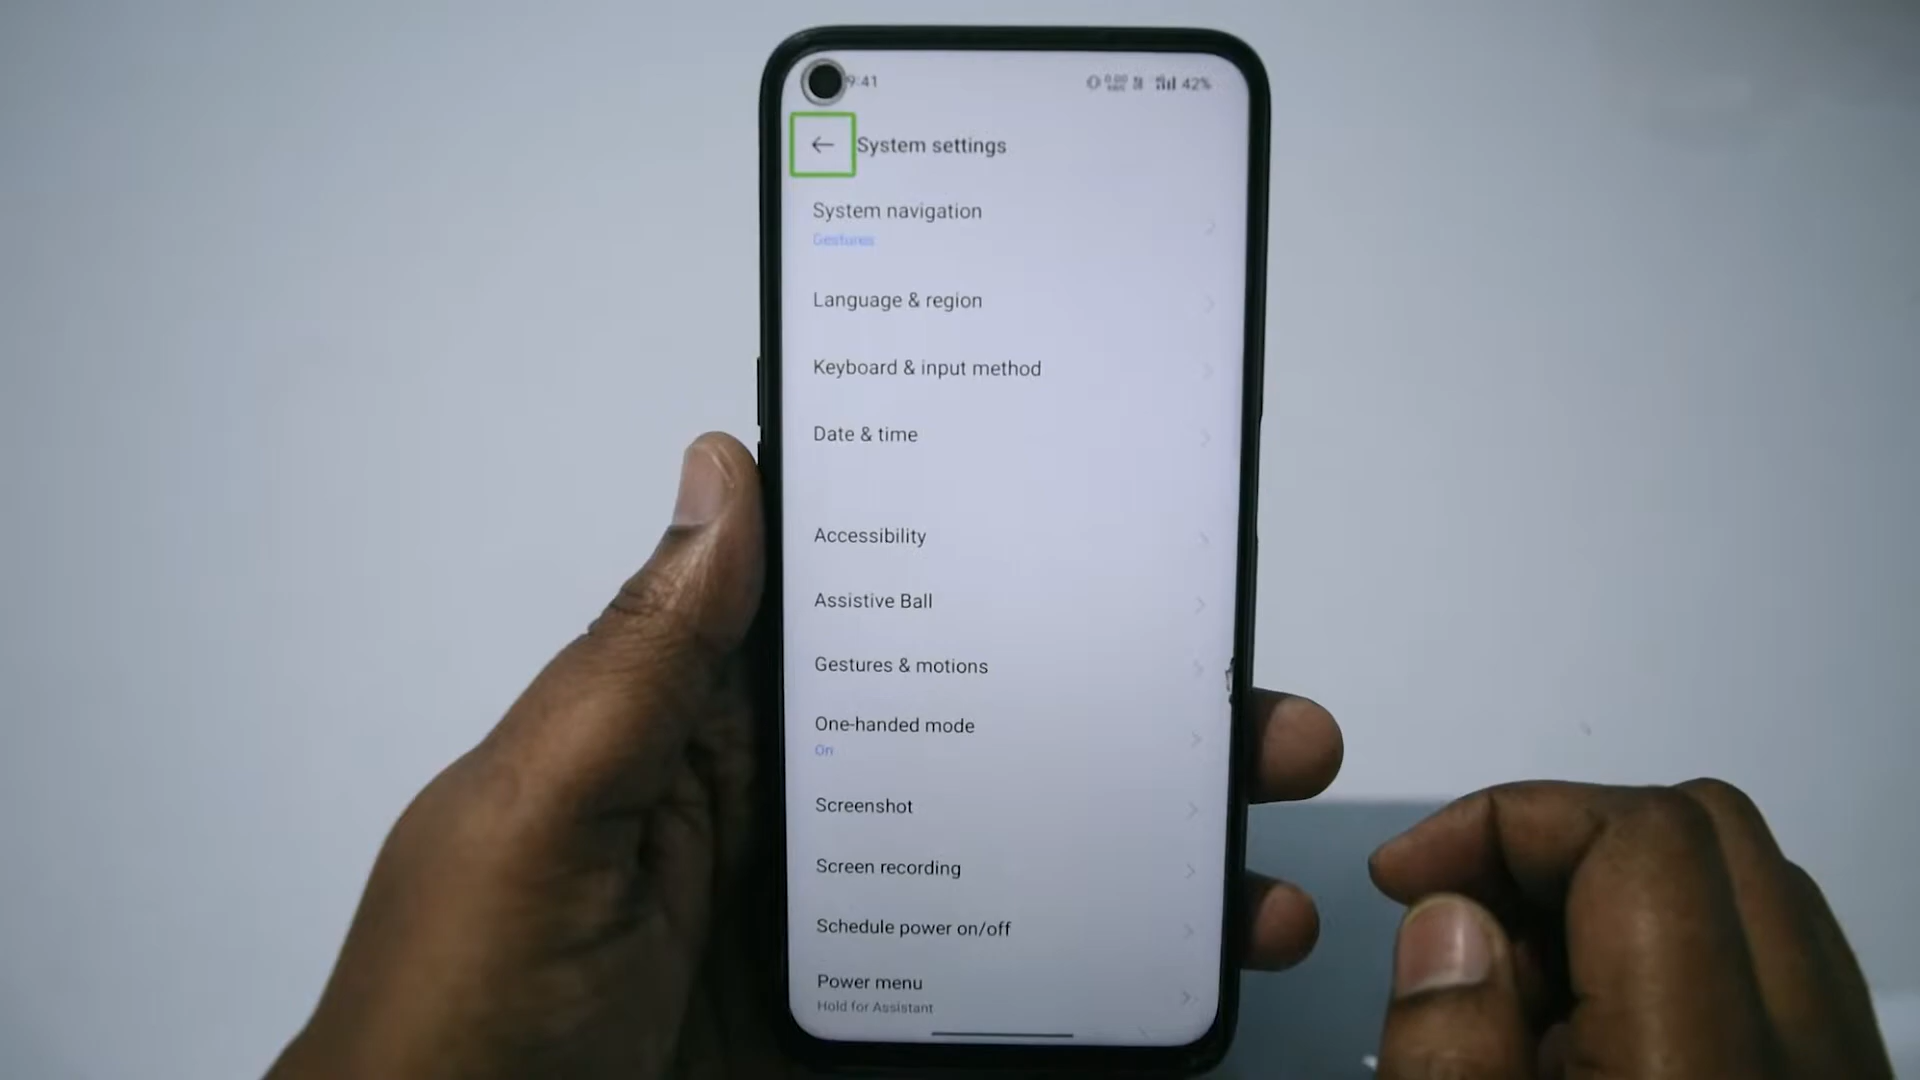 9:41
42%
System settings
System navigation
Gestures
Language & region
Keyboard & input method
Date & time
Accessibility
Assistive Ball
Gestures & motions
One-handed mode
On
Screenshot
Screen recording
Schedule power on/off
Power menu
Hold for Assistant